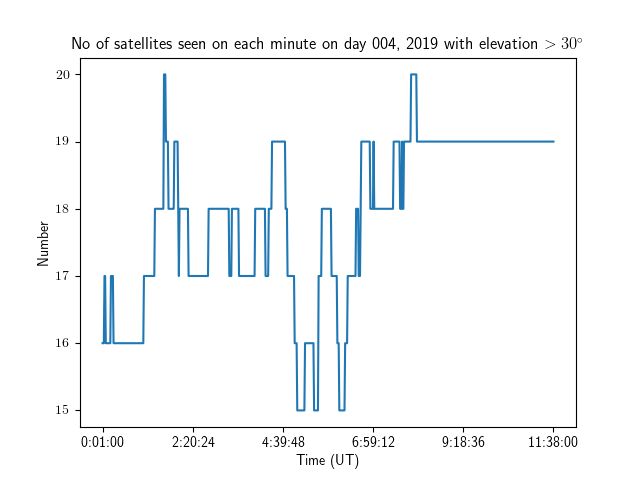 No of satellites seen on each minute on day 004, 2019 with elevation > 30°
20
19
18
17
16
15
Number
0:01:00 2:20:24 4:39:48 6:59:12 9:18:36 11:38:00
Time (UT)